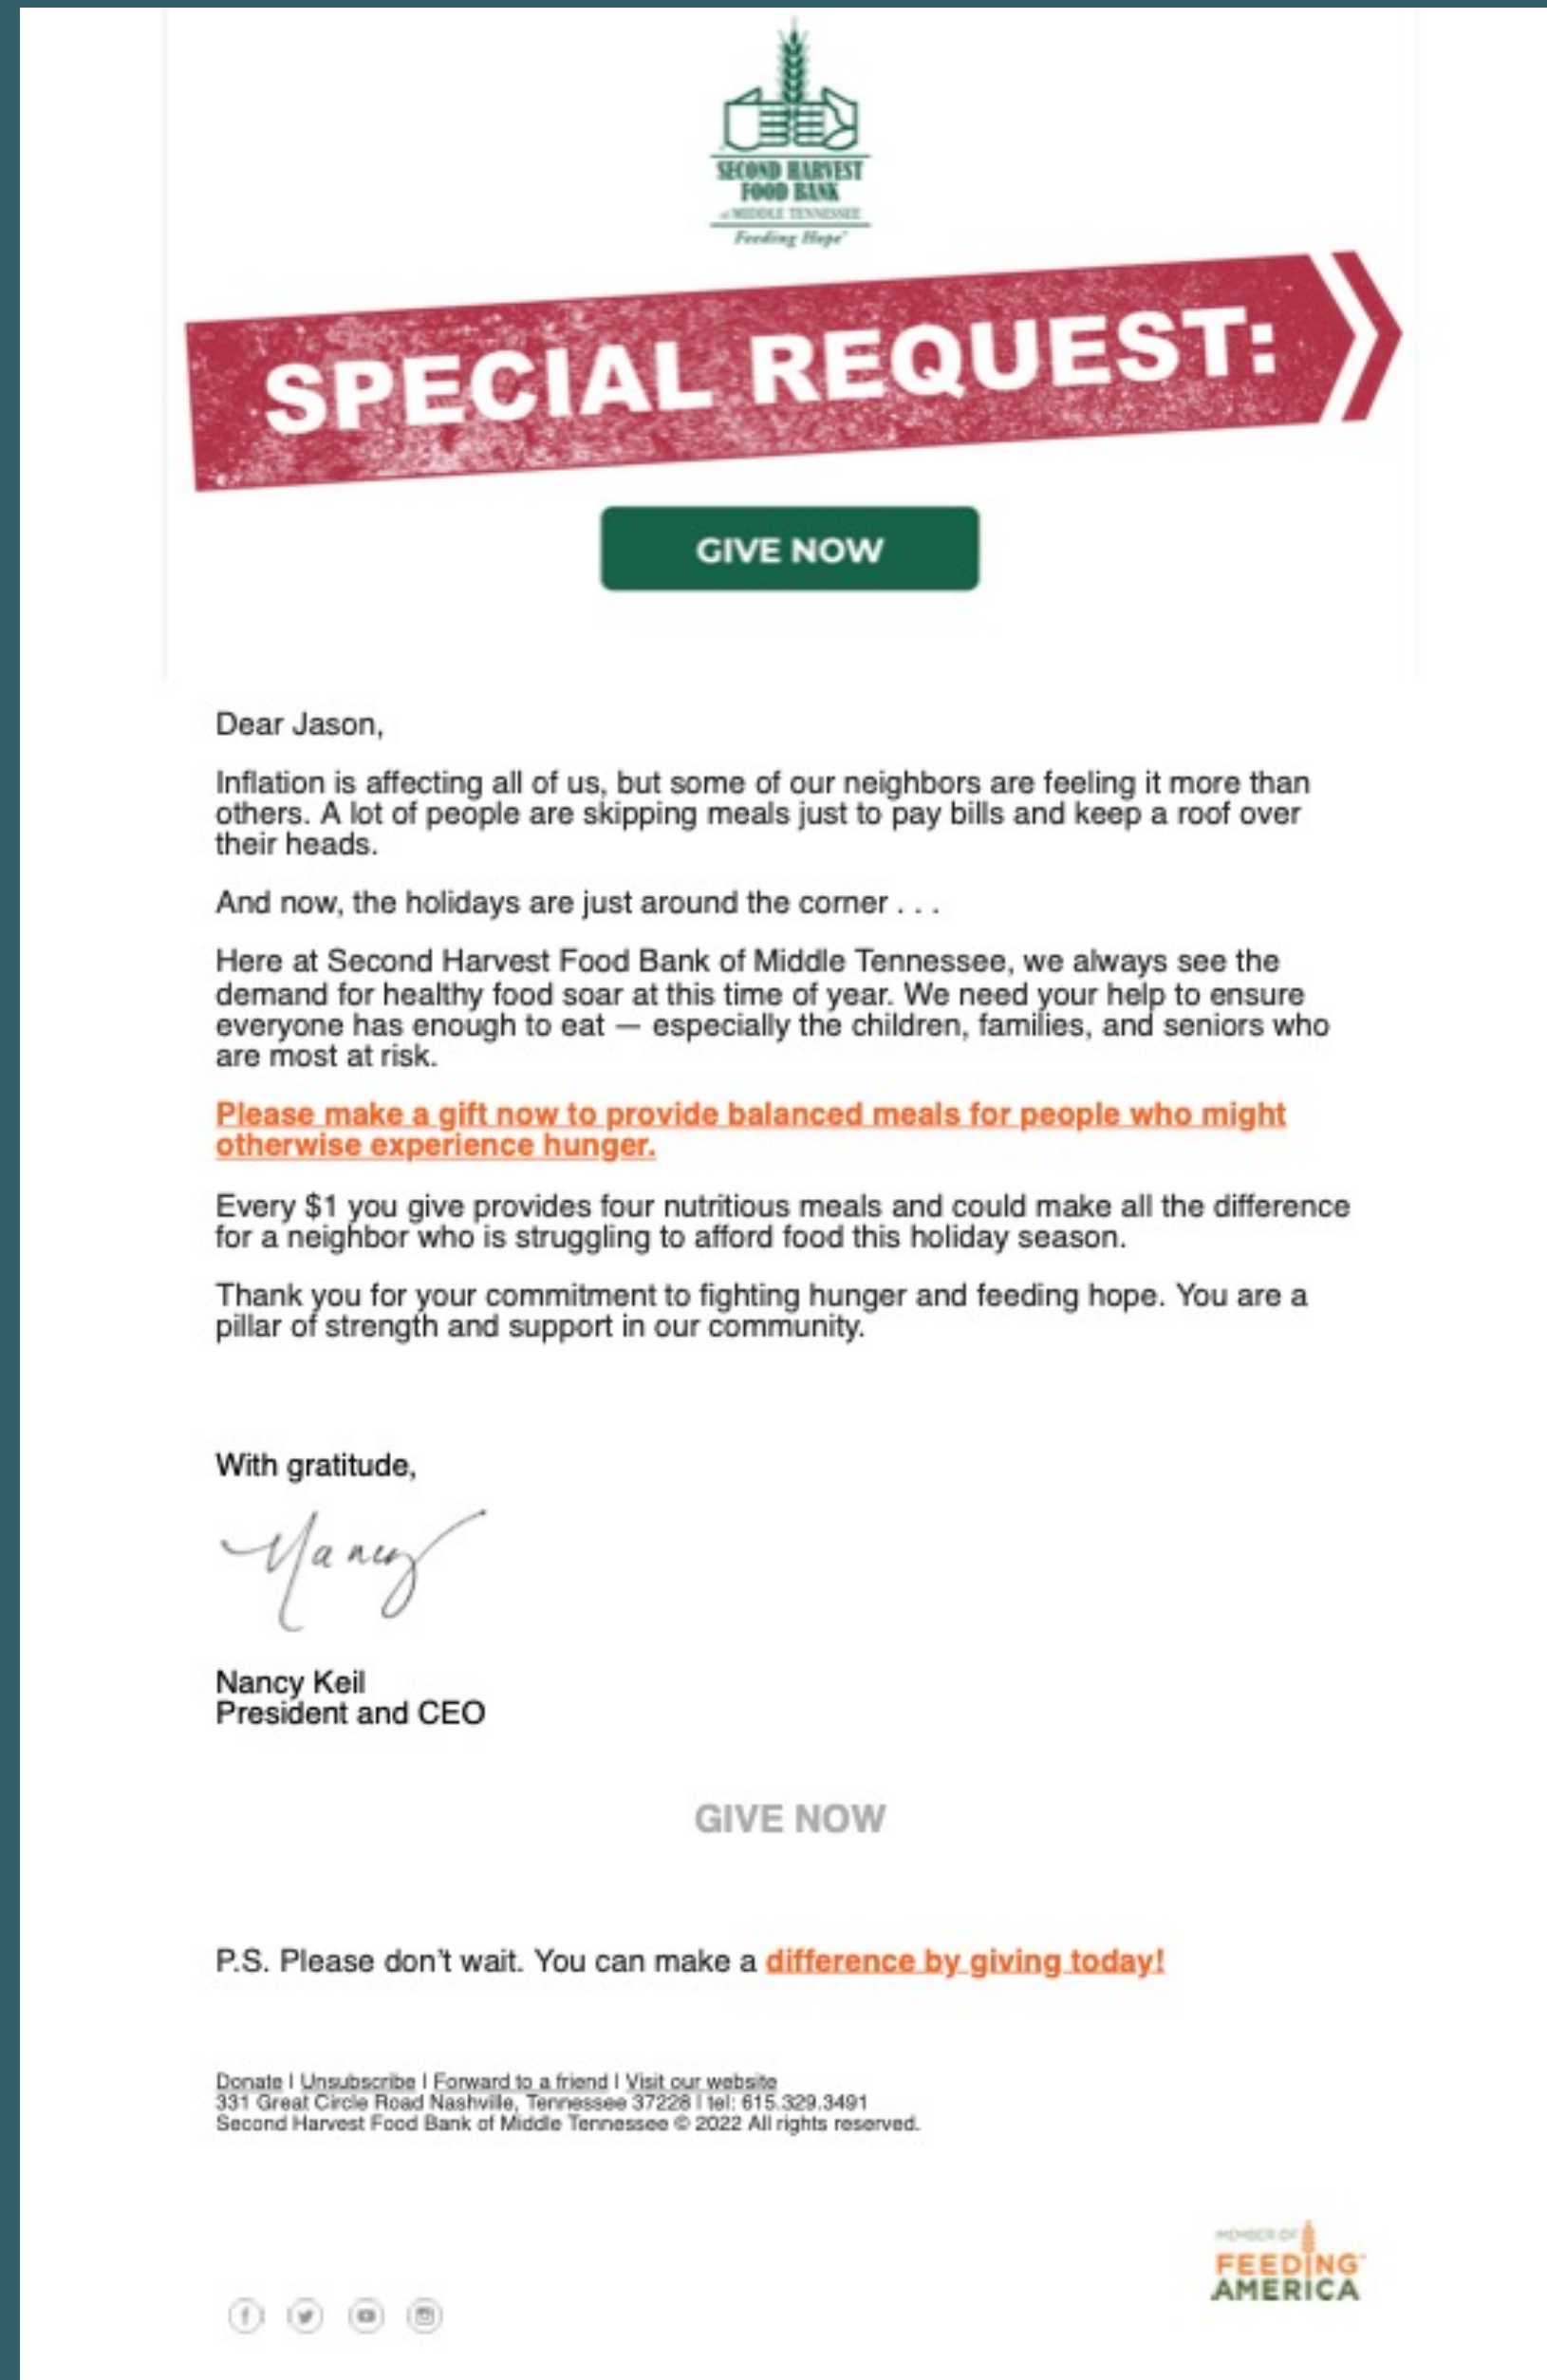 SECOND HARVEST
FOOD BANK
of MIDDLE TENNESSEE
Feeding Hope
SPECIAL REQUEST:
GIVE NOW
Dear Jason,
Inflation is affecting all of us, but some of our neighbors are feeling it more than
others. A lot of people are skipping meals just to pay bills and keep a roof over
their heads.
And now, the holidays are just around the corner . . .
Here at Second Harvest Food Bank of Middle Tennessee, we always see the
demand for healthy food soar at this time of year. We need your help to ensure
everyone has enough to eat — especially the children, families, and seniors who
are most at risk.
Please make a gift now to provide balanced meals for people who might
otherwise experience hunger.
Every $1 you give provides four nutritious meals and could make all the difference
for a neighbor who is struggling to afford food this holiday season.
Thank you for your commitment to fighting hunger and feeding hope. You are a
pillar of strength and support in our community.
With gratitude,
Nancy
Nancy Keil
President and CEO
GIVE NOW
P.S. Please don't wait. You can make a difference by giving today!
Donate | Unsubscribe | Forward to a friend | Visit our website
331 Great Circle Road Nashville, Tennessee 37228 | tel: 615.329.3491
Second Harvest Food Bank of Middle Tennessee © 2022 All rights reserved.
MEMBER OF
FEEDING
AMERICA